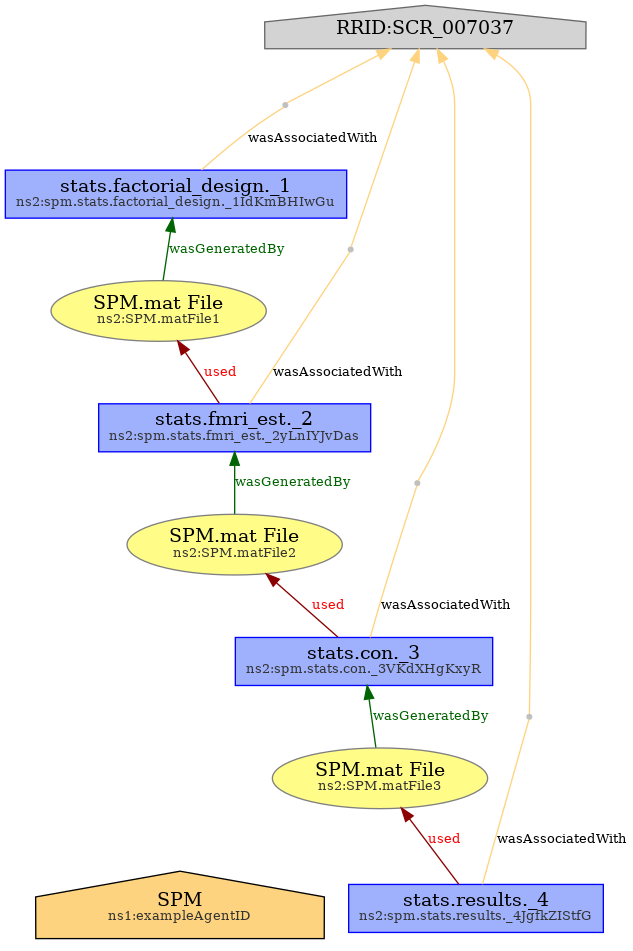 RRID:SCR_007037
wasAssociatedWith
stats.factorial_design._1
ns2:spm.stats.factorial_design._1IdKmBHIwGu
wasGeneratedBy
SPM.mat File
ns2:SPM.matFile1
used
wasAssociatedWith
stats.fmri_est._2
ns2:spm.stats.fmri_est._2yLnIYJvDas
wasGeneratedBy
SPM.mat File
ns2:SPM.matFile2
used
wasAssociatedWith
stats.con._3
ns2:spm.stats.con._3VKdXHgKxyR
wasGeneratedBy
SPM.mat File
ns2:SPM.matFile3
used
wasAssociatedWith
SPM
ns1:exampleAgentID
stats.results._4
ns2:spm.stats.results._4JgfkZIStfG